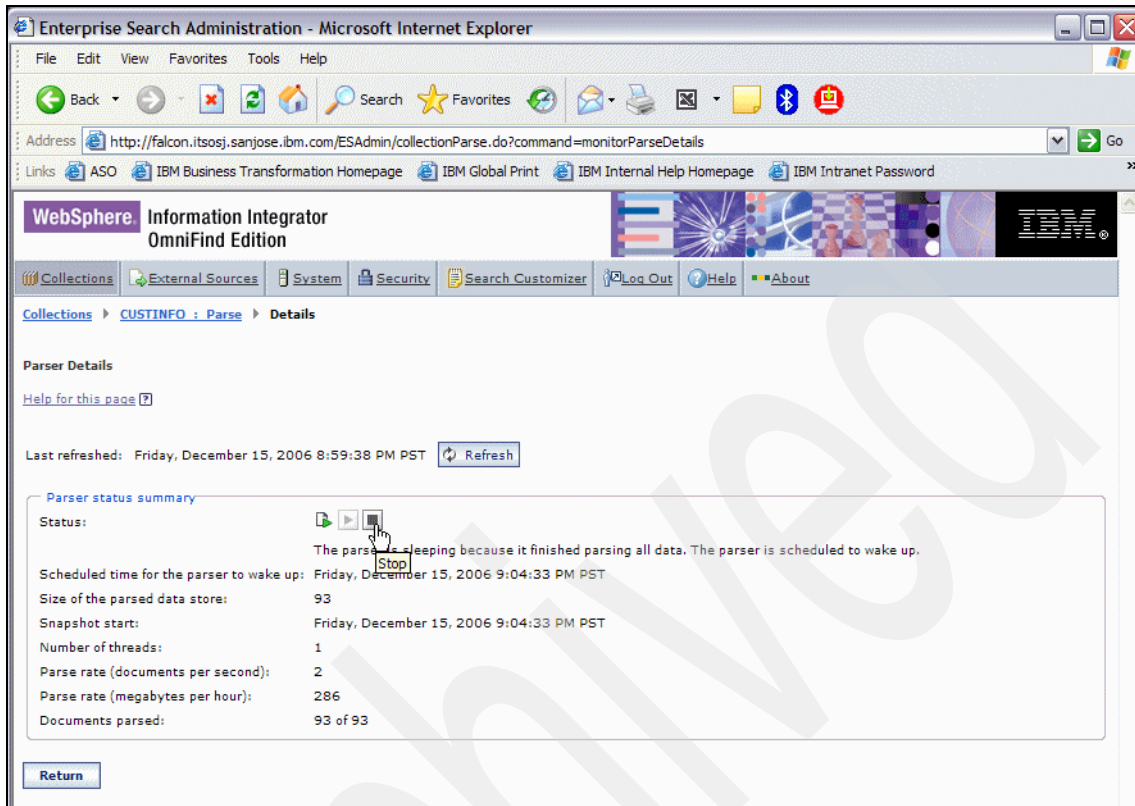 Enterprise Search Administration - Microsoft Internet Explorer
File Edit View Favorites Tools Help
Back Search Favorites
Address http://falcon.itsosj.sanjose.ibm.com/ESAdmin/collectionParse.do?command=monitorParseDetails Go
Links ASO IBM Business Transformation Homepage IBM Global Print IBM Internal Help Homepage IBM Intranet Password »
WebSphere. Information Integrator
OmniFind Edition
IBM®
Collections External Sources System Security Search Customizer Log Out Help About
Collections CUSTINFO : Parse Details
Parser Details
Help for this page ?
Last refreshed: Friday, December 15, 2006 8:59:38 PM PST Refresh
Parser status summary
Status:
The parser is sleeping because it finished parsing all data. The parser is scheduled to wake up.
Stop
Scheduled time for the parser to wake up: Friday, December 15, 2006 9:04:33 PM PST
Size of the parsed data store: 93
Snapshot start: Friday, December 15, 2006 9:04:33 PM PST
Number of threads: 1
Parse rate (documents per second): 2
Parse rate (megabytes per hour): 286
Documents parsed: 93 of 93
Return